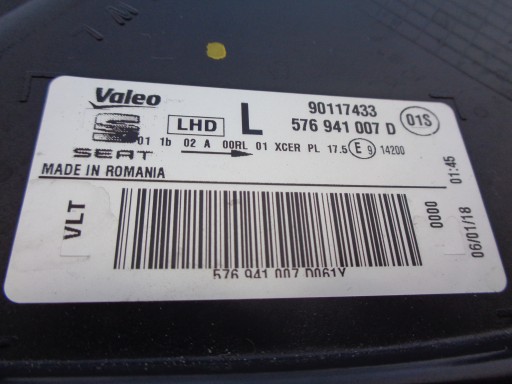 Valeo
LHD L
90117433
576 941 007 D
01S
SEAT
01 1b 02 A 00RL 01 XCER PL 17.5 E 9 14200
MADE IN ROMANIA
VLT
576 941 007 D061Y
0000
06/01/18 01:45